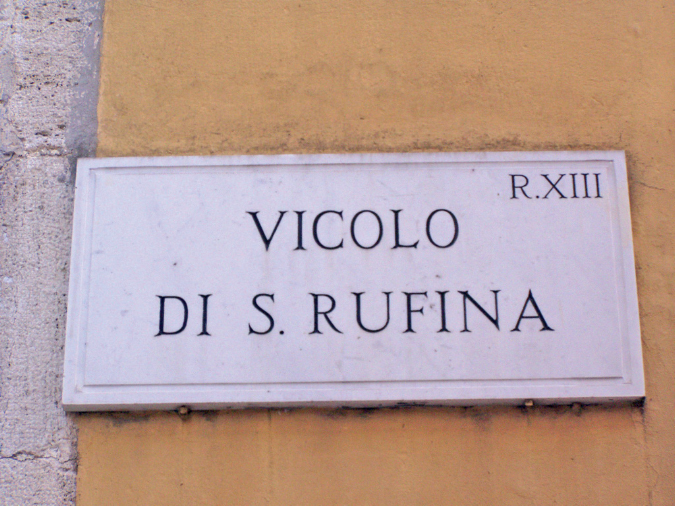 R.XIII
VICOLO
DI S. RUFINA